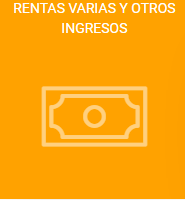 RENTAS VARIAS Y OTROS
INGRESOS